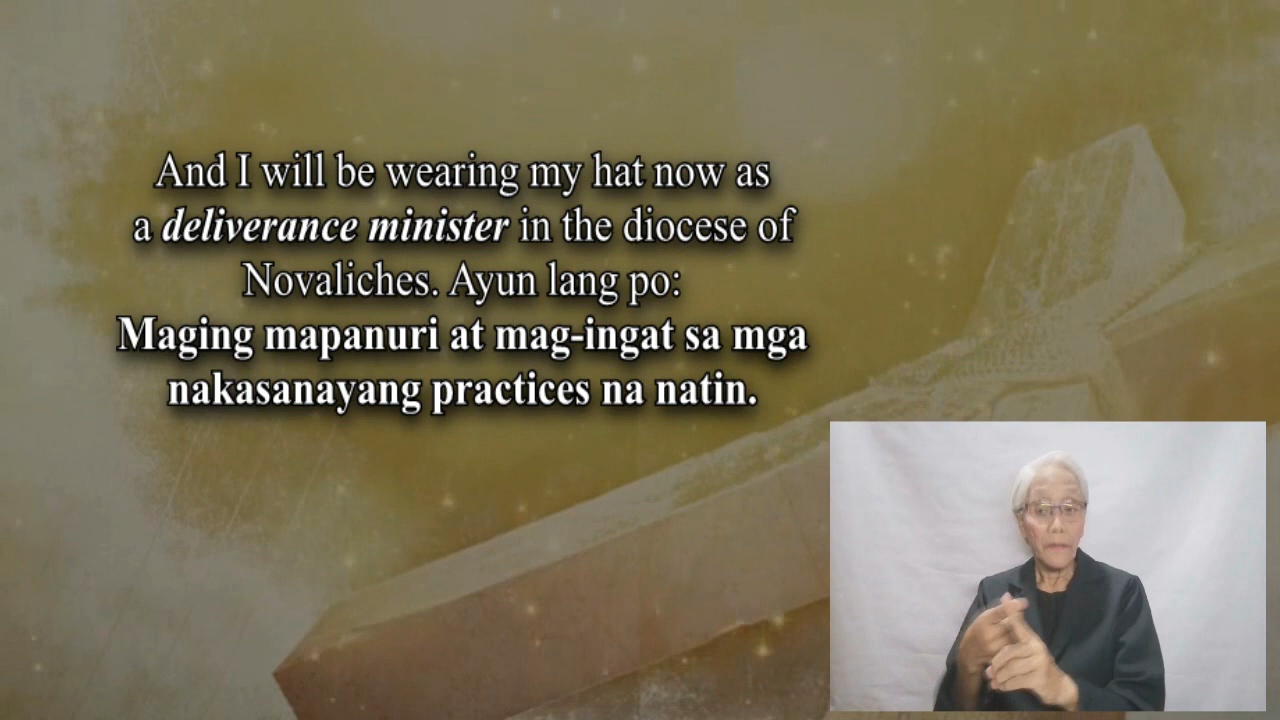 And I will be wearing my hat now as
a deliverance minister in the diocese of
Novaliches. Ayun lang po:
Maging mapanuri at mag-ingat sa mga
nakasanayang practices na natin.